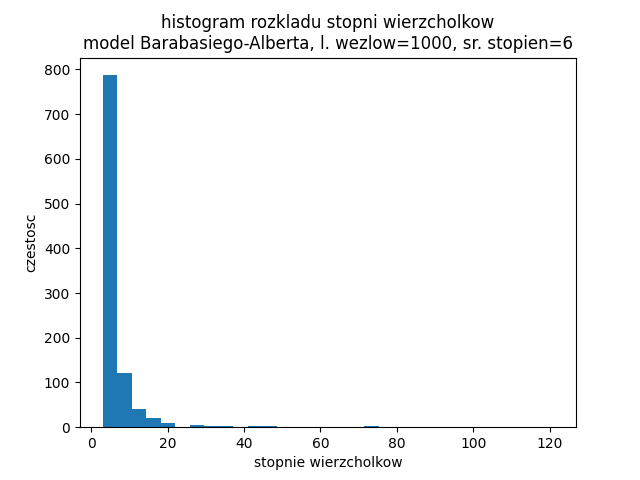 histogram rozkladu stopni wierzcholkow
model Barabasiego-Alberta, l. wezlow=1000, sr. stopien=6
800
700
600
500
400
300
200
100
0
czestosc
0 20 40 60 80 100 120
stopnie wierzcholkow